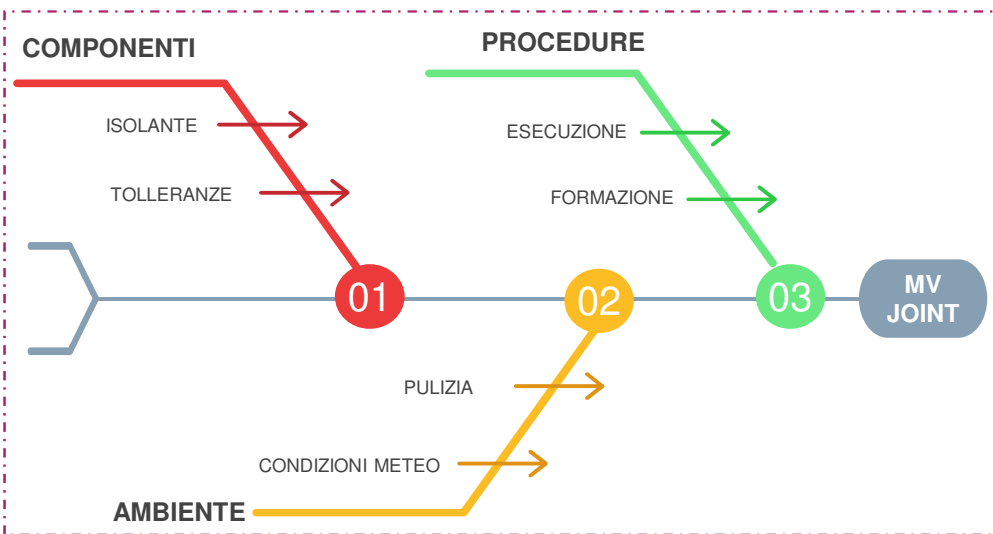 COMPONENTI
ISOLANTE
TOLLERANZE
PROCEDURE
ESECUZIONE
FORMAZIONE
01
02
03
MV
JOINT
PULIZIA
CONDIZIONI METEO
AMBIENTE